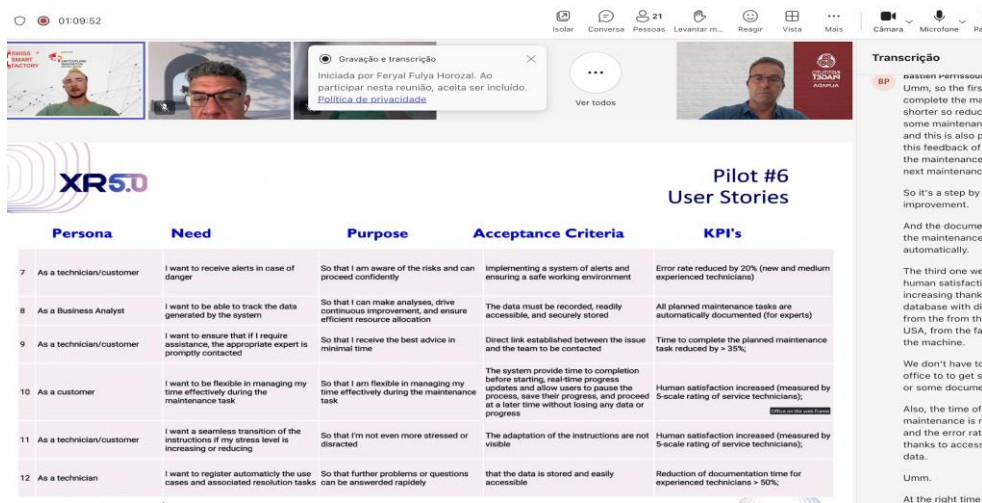 01:09:52
21
Isolar Conversa Pessoas Levantar m... Reagir Vista Mais
Câmara Microfone
SWISS
SMART
FACTORY
Gravação e transcrição
Iniciada por Feryal Fulya Horozal. Ao
participar nesta reunião, aceita ser incluído.
Política de privacidade
Ver todos
XR5.0
Pilot #6
User Stories
Persona Need Purpose Acceptance Criteria KPI's
7 As a technician/customer
I want to receive alerts in case of
danger
So that I am aware of the risks and can
proceed confidently
Implementing a system of alerts and
ensuring a safe working environment
Error rate reduced by 20% (new and medium
experienced technicians)
8 As a Business Analyst
I want to be able to track the data
generated by the system
So that I can make analyses, drive
continuous improvement, and ensure
efficient resource allocation
The data must be recorded, readily
accessible, and securely stored
All planned maintenance tasks are
automatically documented (for experts)
9 As a technician/customer
I want to ensure that if I require
assistance, the appropriate expert is
promptly contacted
So that I receive the best advice in
minimal time
Direct link established between the issue
and the team to be contacted
Time to complete the planned maintenance
task reduced by > 35%;
10 As a customer
I want to be flexible in managing my
time effectively during the
maintenance task
So that I am flexible in managing my
time effectively during the maintenance
task
The system provide time to completion
before starting, real-time progress
updates and allow users to pause the
process, save their progress, and proceed
at a later time without losing any data or
progress
Human satisfaction increased (measured by
5-scale rating of service technicians);
Office on the web Frame
11 As a technician/customer
I want a seamless transition of the
instructions if my stress level is
increasing or reducing
So that I'm not even more stressed or
distracted
The adaptation of the instructions are not
visible
Human satisfaction increased (measured by
5-scale rating of service technicians);
12 As a technician
I want to register automaticly the use
cases and associated resolution tasks
So that further problems or questions
can be answerded rapidly
that the data is stored and easily
accessible
Reduction of documentation time for
experienced technicians > 50%;
Transcrição
BP
Umm, so the firs
complete the ma
shorter so reduc
some maintenan
and this is also p
this feedback of
the maintenance
next maintenanc
So it's a step by
improvement.
And the docume
the maintenance
automatically.
The third one we
human satisfacti
increasing thank
database with di
from the from th
USA, from the fa
the machine.
We don't have to
office to to get s
or some docume
Also, the time of
maintenance is r
and the error rat
thanks to access
data.
Umm.
At the right time